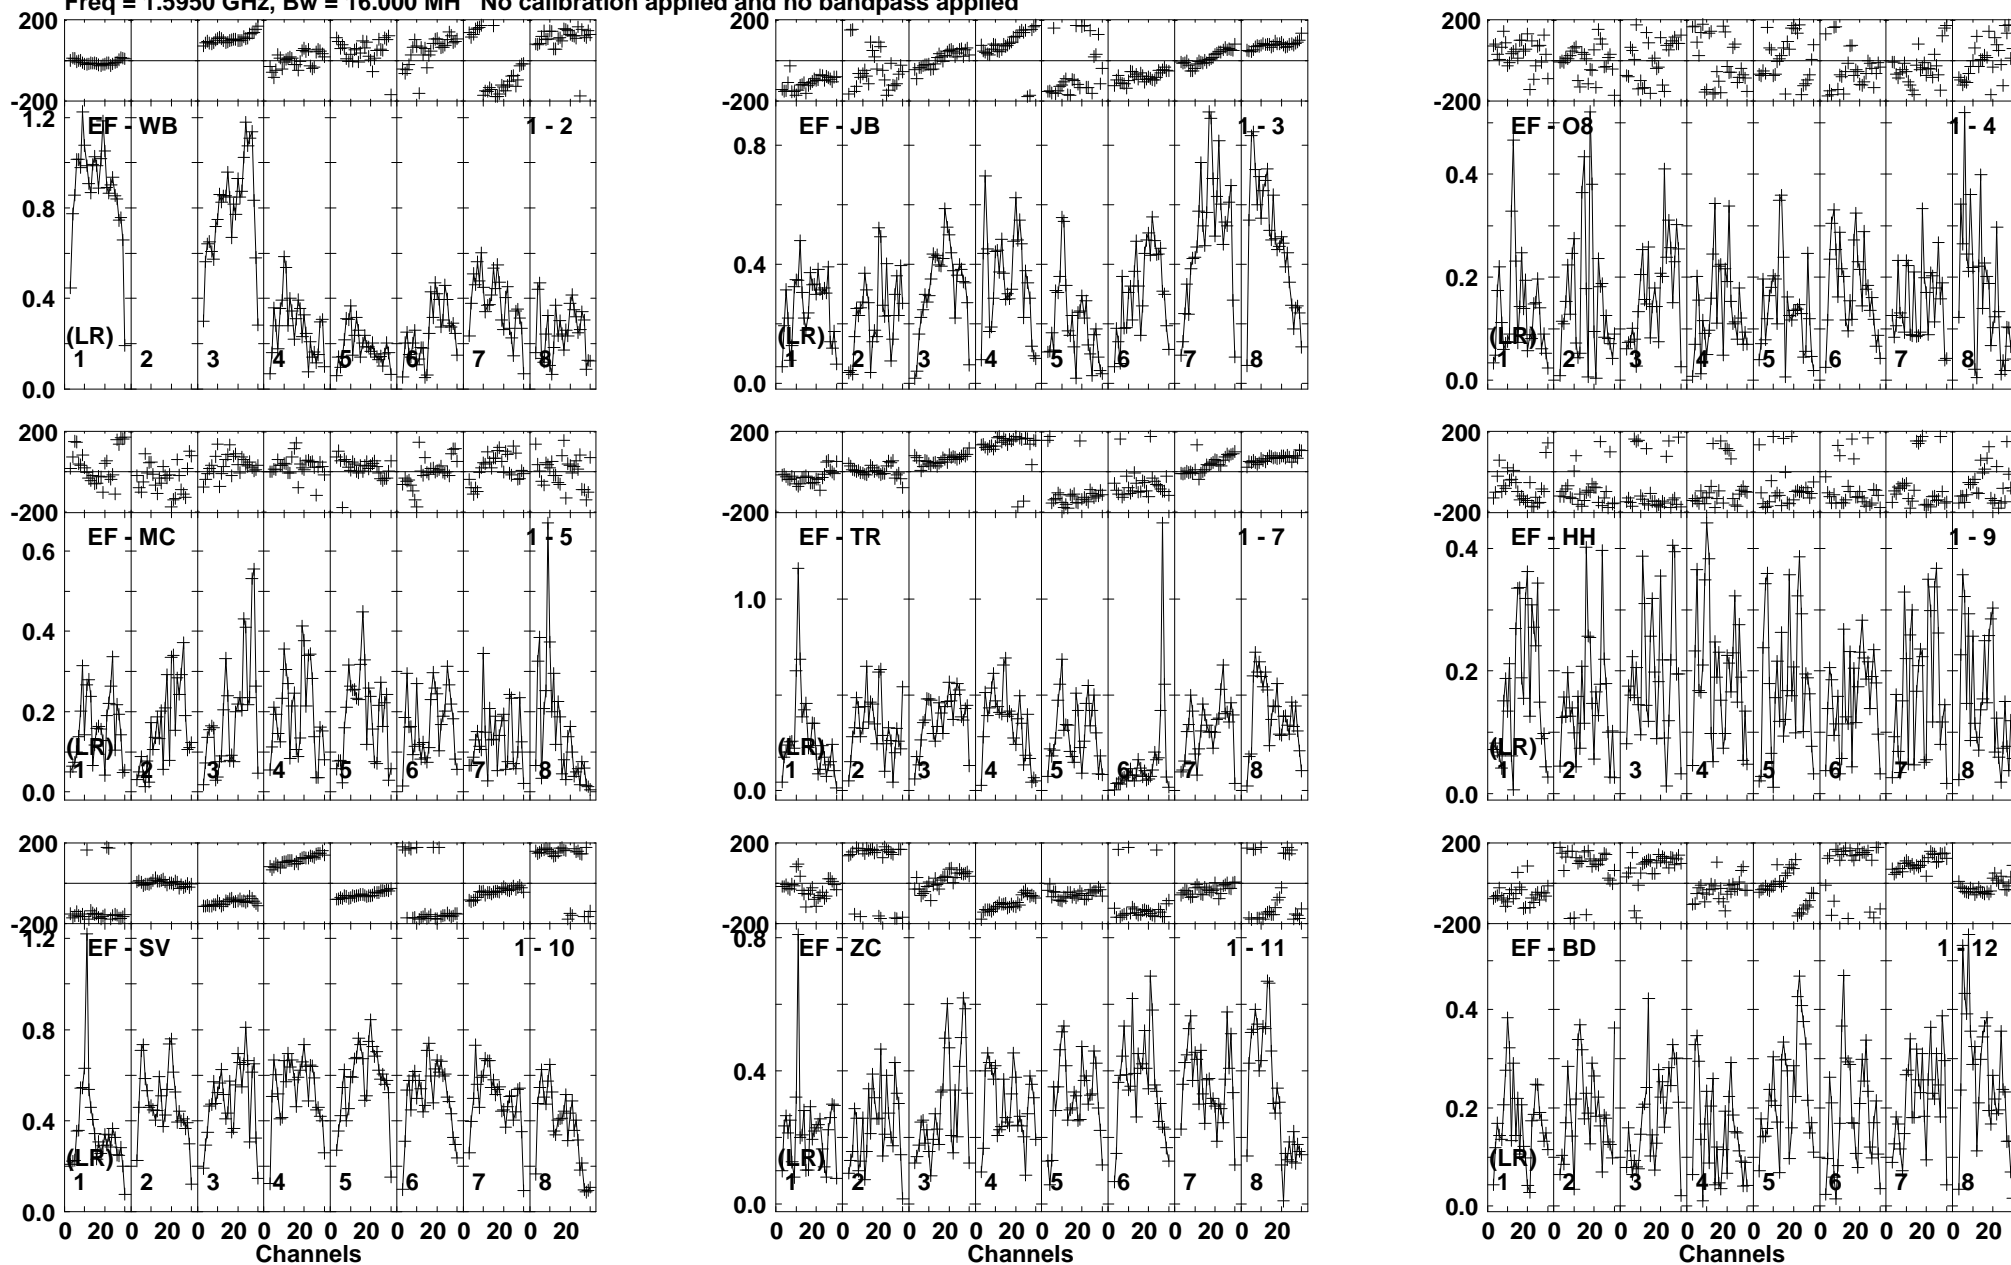 Freq = 1.5950 GHz, Bw = 16.000 MH No calibration applied and no bandpass applied
200
-200
1.2
0.8
0.4
0.0
EF - WB
1 - 2
(LR)
1 2 3 4 5 6 7 8
200
-200
0.8
0.4
0.0
EF - JB
1 - 3
(LR)
1 2 3 4 5 6 7 8
200
-200
0.4
0.2
0.0
EF - O8
1 - 4
(LR)
1 2 3 4 5 6 7 8
200
-200
0.6
0.4
0.2
0.0
EF - MC
1 - 5
(LR)
1 2 3 4 5 6 7 8
200
-200
1.0
0.0
EF - TR
1 - 7
(LR)
1 2 3 4 5 6 7 8
200
-200
0.4
0.2
0.0
EF - HH
1 - 9
(LR)
1 2 3 4 5 6 7 8
200
-200
1.2
0.8
0.4
0.0
EF - SV
1 - 10
(LR)
1 2 3 4 5 6 7 8
0 20 0 20 0 20 0 20 0 20 0 20 0 20 0 20
Channels
200
-200
0.8
0.4
0.0
EF - ZC
1 - 11
(LR)
1 2 3 4 5 6 7 8
0 20 0 20 0 20 0 20 0 20 0 20 0 20 0 20
Channels
200
-200
0.4
0.2
0.0
EF - BD
1 - 12
(LR)
1 2 3 4 5 6 7 8
0 20 0 20 0 20 0 20 0 20 0 20 0 20 0 20
Channels